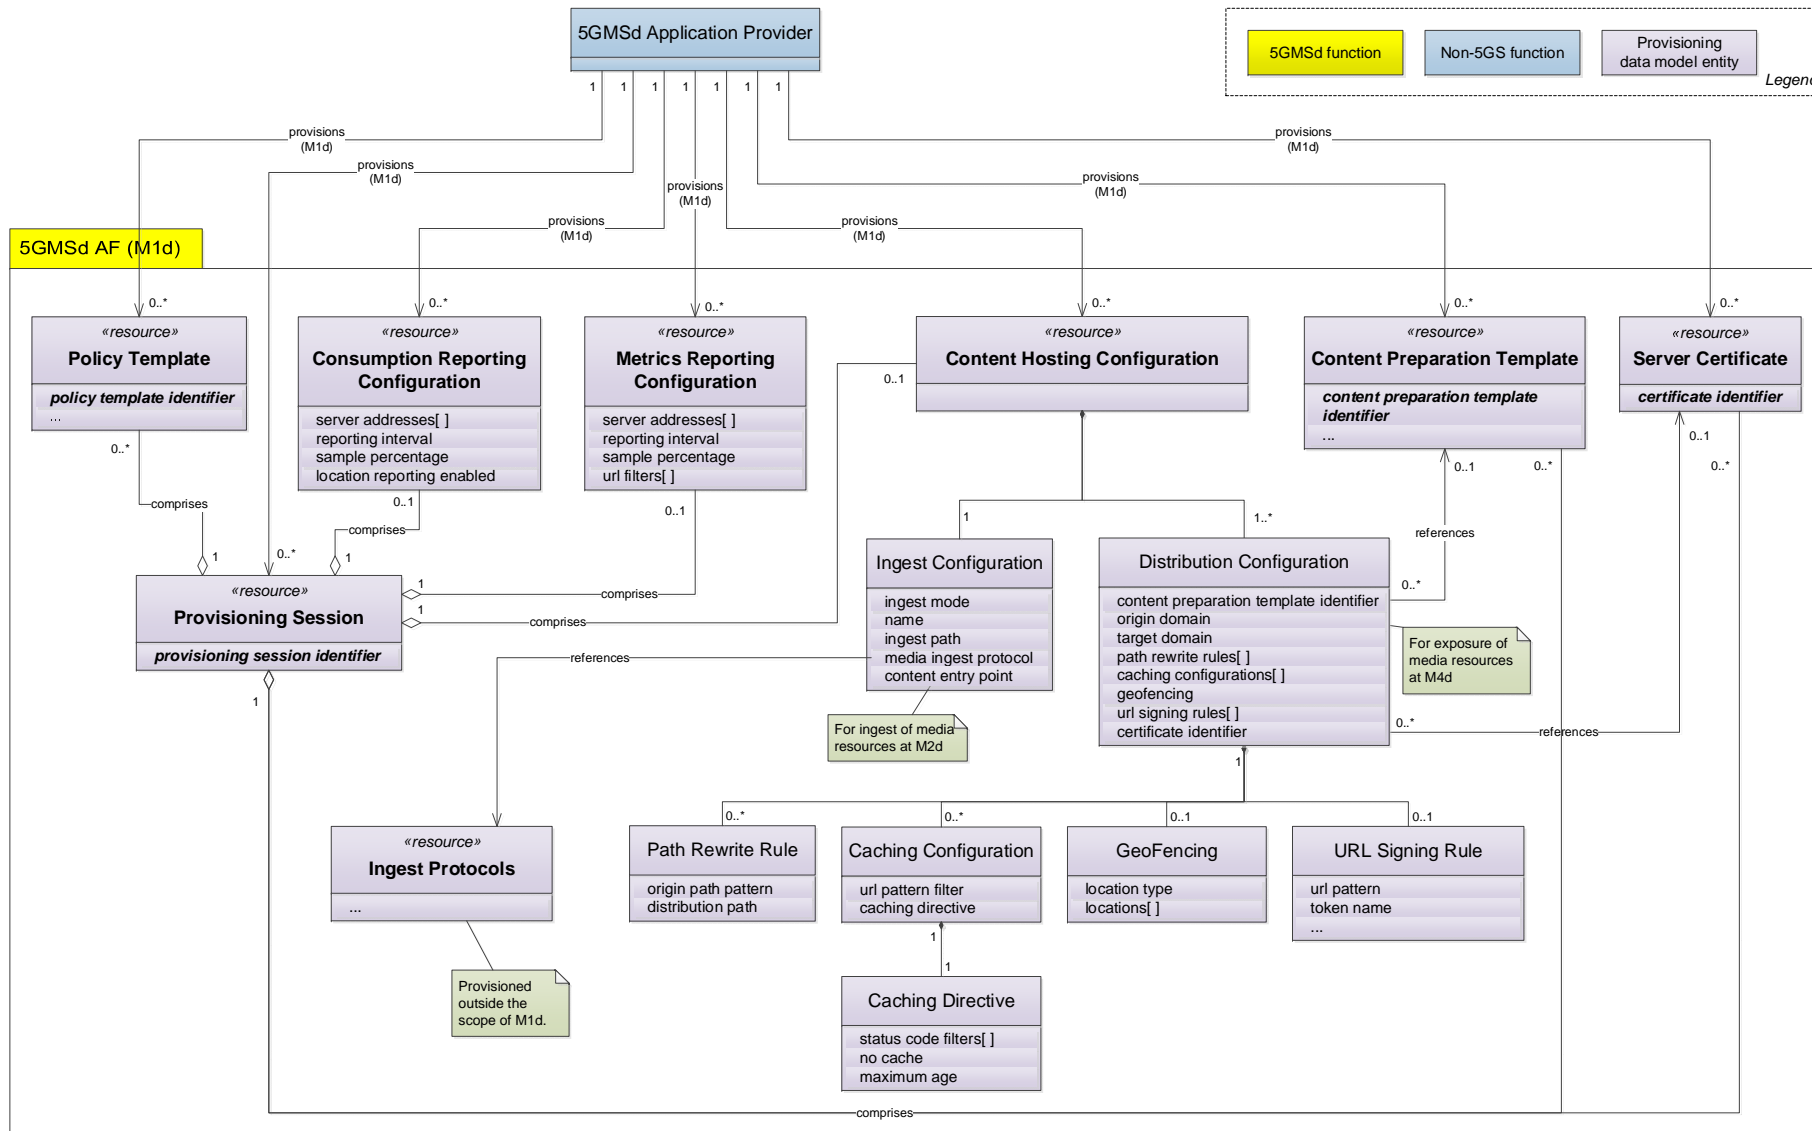 5GMSd Application Provider
5GMSd function
Non-5GS function
Provisioning
data model entity
Legend
1
1
1
1
1
1
1
provisions
(M1d)
provisions
(M1d)
provisions
(M1d)
provisions
(M1d)
provisions
(M1d)
provisions
(M1d)
provisions
(M1d)
5GMSd AF (M1d)
0..*
0..*
0..*
0..*
0..*
0..*
«resource»
Policy Template
policy template identifier
...
«resource»
Consumption Reporting
Configuration
server addresses[ ]
reporting interval
sample percentage
location reporting enabled
«resource»
Metrics Reporting
Configuration
server addresses[ ]
reporting interval
sample percentage
url filters[ ]
«resource»
Content Hosting Configuration
«resource»
Content Preparation Template
content preparation template
identifier
...
«resource»
Server Certificate
certificate identifier
0..1
0..*
0..1
0..1
0..1
0..*
0..1
0..*
comprises
comprises
references
1
0..*
1
1
1..*
«resource»
Provisioning Session
provisioning session identifier
1
comprises
1
comprises
1
Ingest Configuration
ingest mode
name
ingest path
media ingest protocol
content entry point
references
For ingest of media
resources at M2d
Distribution Configuration
content preparation template identifier
origin domain
target domain
path rewrite rules[ ]
caching configurations[ ]
geofencing
url signing rules[ ]
certificate identifier
0..*
For exposure of
media resources
at M4d
0..*
references
1
0..*
0..*
0..1
0..1
«resource»
Ingest Protocols
...
Path Rewrite Rule
origin path pattern
distribution path
Caching Configuration
url pattern filter
caching directive
GeoFencing
location type
locations[ ]
URL Signing Rule
url pattern
token name
...
1
1
Provisioned
outside the
scope of M1d.
Caching Directive
status code filters[ ]
no cache
maximum age
comprises